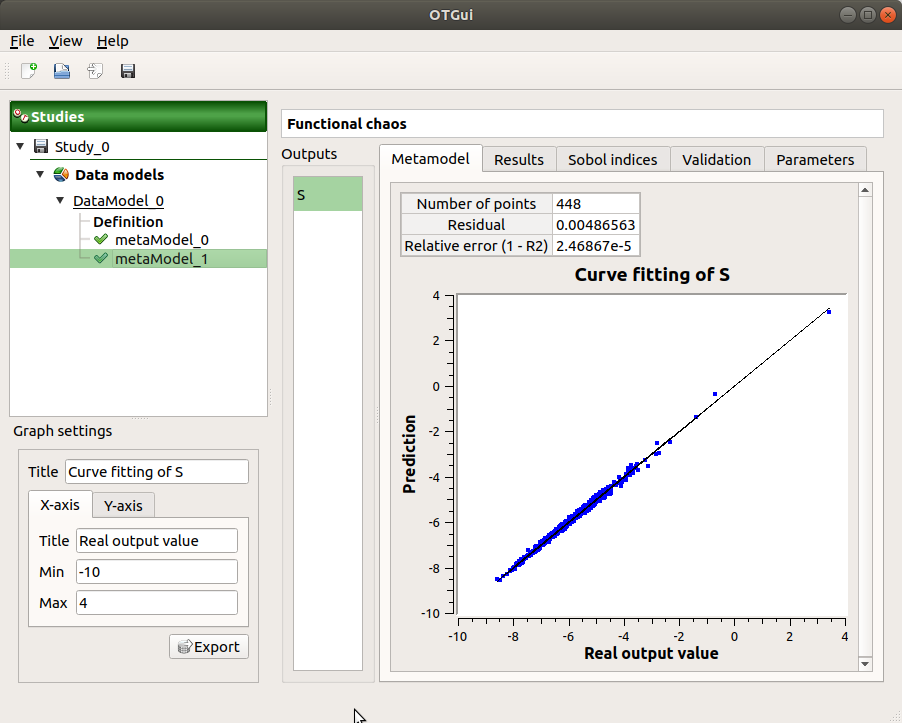 OTGui
File View Help
Studies
Study_0
Data models
DataModel_0
Definition
metaModel_0
metaModel_1
Graph settings
Title Curve fitting of S
X-axis Y-axis
Title Real output value
Min -10
Max 4
Export
Functional chaos
Outputs
S
Metamodel Results Sobol indices Validation Parameters
Number of points 448
Residual 0.00486563
Relative error (1 - R2) 2.46867e-5
Curve fitting of S
Prediction
4
2
0
-2
-4
-6
-8
-10
-10 -8 -6 -4 -2 0 2 4
Real output value